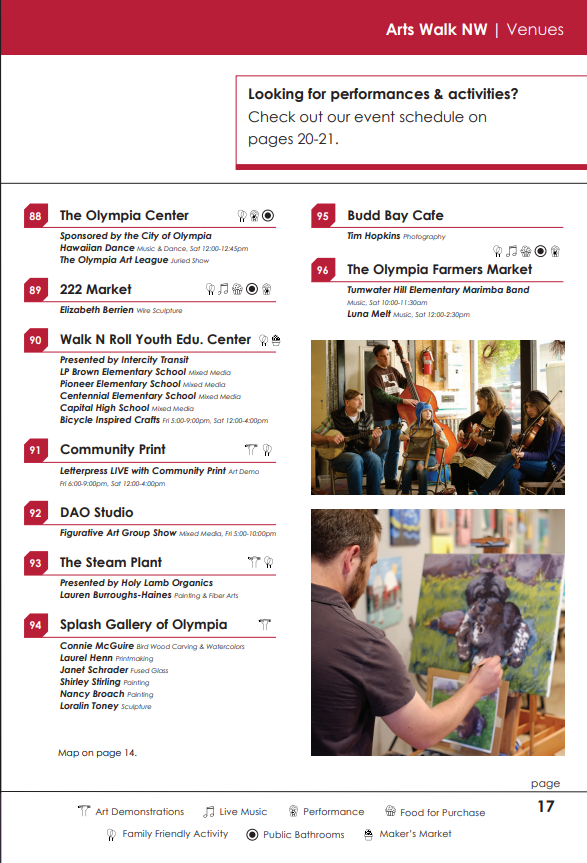 Arts Walk NW | Venues
Looking for performances & activities?
Check out our event schedule on
pages 20-21.
88 The Olympia Center
Sponsored by the City of Olympia
Hawaiian Dance Music & Dance, Sat 12:00-12:45pm
The Olympia Art League Juried Show
89 222 Market
Elizabeth Berrien Wire Sculpture
90 Walk N Roll Youth Edu. Center
Presented by Intercity Transit
LP Brown Elementary School Mixed Media
Pioneer Elementary School Mixed Media
Centennial Elementary School Mixed Media
Capital High School Mixed Media
Bicycle Inspired Crafts Fri 5:00-9:00pm, Sat 12:00-4:00pm
91 Community Print
Letterpress LIVE with Community Print Art Demo
Fri 6:00-9:00pm, Sat 12:00-4:00pm
92 DAO Studio
Figurative Art Group Show Mixed Media, Fri 5:00-10:00pm
93 The Steam Plant
Presented by Holy Lamb Organics
Lauren Burroughs-Haines Painting & Fiber Arts
94 Splash Gallery of Olympia
Connie McGuire Bird Wood Carving & Watercolors
Laurel Henn Printmaking
Janet Schrader Fused Glass
Shirley Stirling Painting
Nancy Broach Painting
Loralin Toney Sculpture
Map on page 14.
95 Budd Bay Cafe
Tim Hopkins Photography
96 The Olympia Farmers Market
Tumwater Hill Elementary Marimba Band
Music, Sat 10:00-11:30am
Luna Melt Music, Sat 12:00-2:30pm
page
17
Art Demonstrations Live Music Performance Food for Purchase
Family Friendly Activity Public Bathrooms Maker's Market